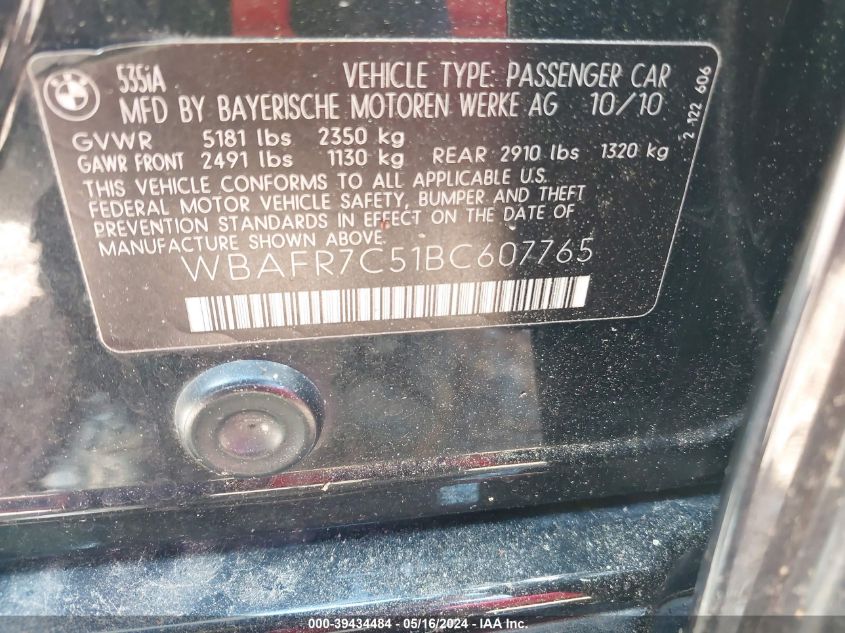 BMW
535iA
VEHICLE TYPE: PASSENGER CAR
MFD BY BAYERISCHE MOTOREN WERKE AG 10/10
GVWR 5181 lbs 2350 kg
GAWR FRONT 2491 lbs 1130 kg REAR 2910 lbs 1320 kg
THIS VEHICLE CONFORMS TO ALL APPLICABLE U.S.
FEDERAL MOTOR VEHICLE SAFETY, BUMPER AND THEFT
PREVENTION STANDARDS IN EFFECT ON THE DATE OF
MANUFACTURE SHOWN ABOVE.
WBAFR7C51BC607765
2 122 606
000-39434484 - 05/16/2024 - IAA Inc.